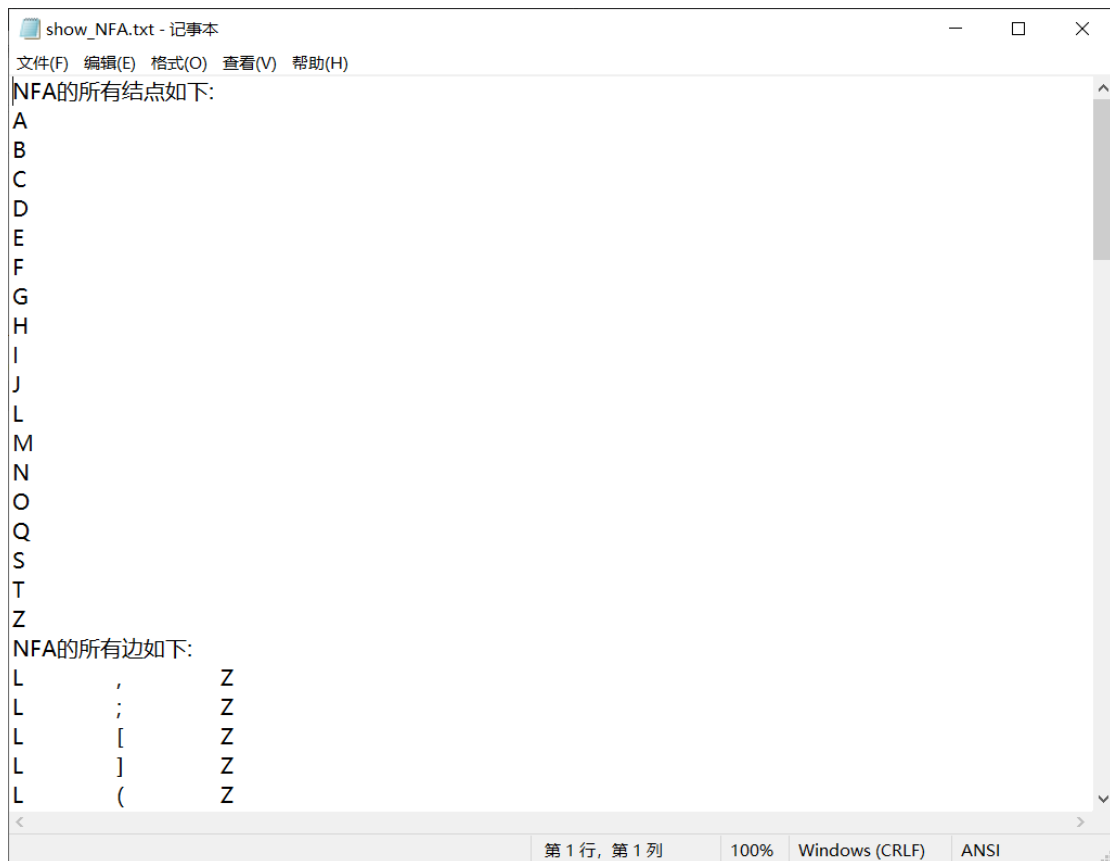 show_NFA.txt - 记事本
文件(F) 编辑(E) 格式(O) 查看(V) 帮助(H)
NFA的所有结点如下:
A
B
C
D
E
F
G
H
I
J
L
M
N
O
Q
S
T
Z
NFA的所有边如下:
L , Z
L ; Z
L [ Z
L ] Z
L ( Z
第 1 行，第 1 列 100% Windows (CRLF) ANSI